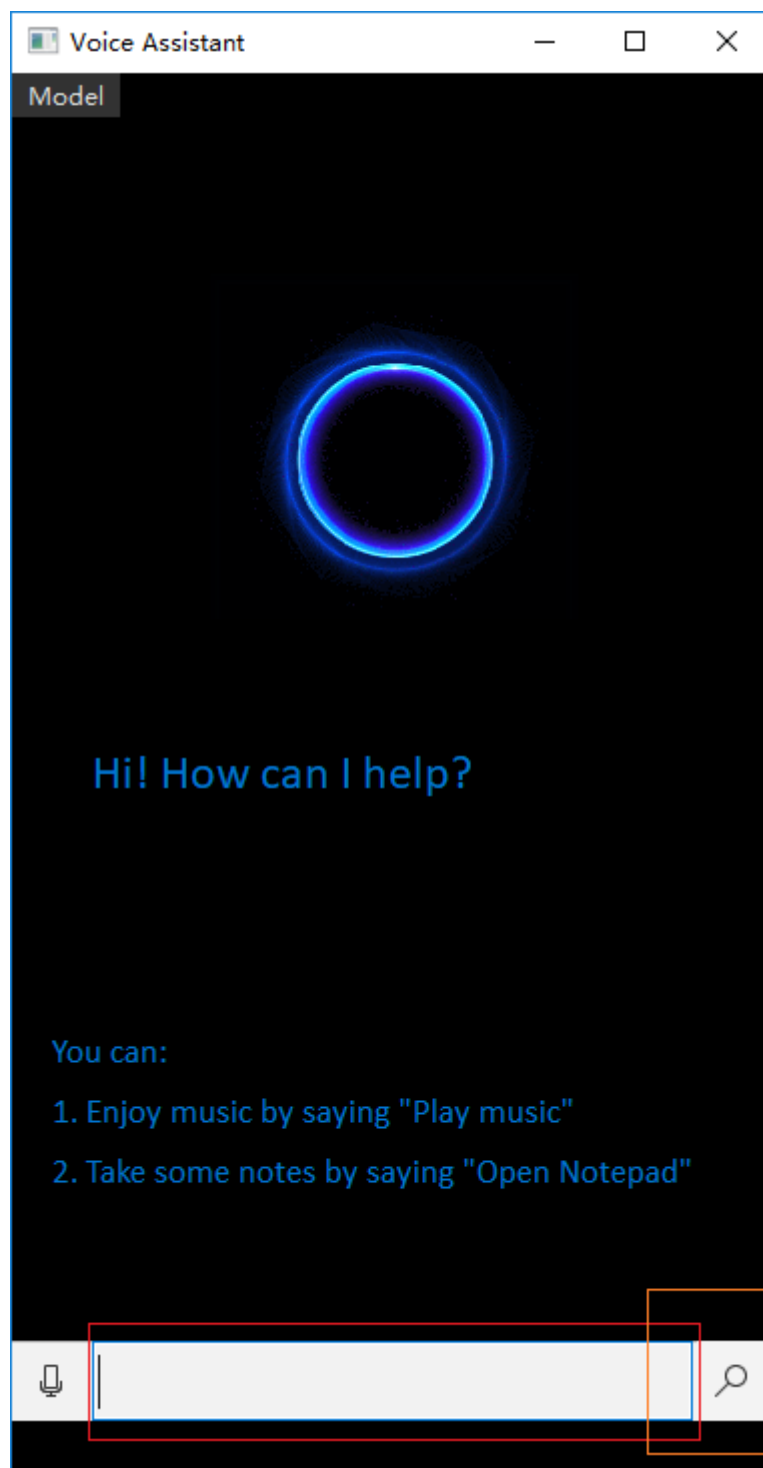 Voice Assistant
Model
Hi! How can I help?
You can:
1. Enjoy music by saying "Play music"
2. Take some notes by saying "Open Notepad"